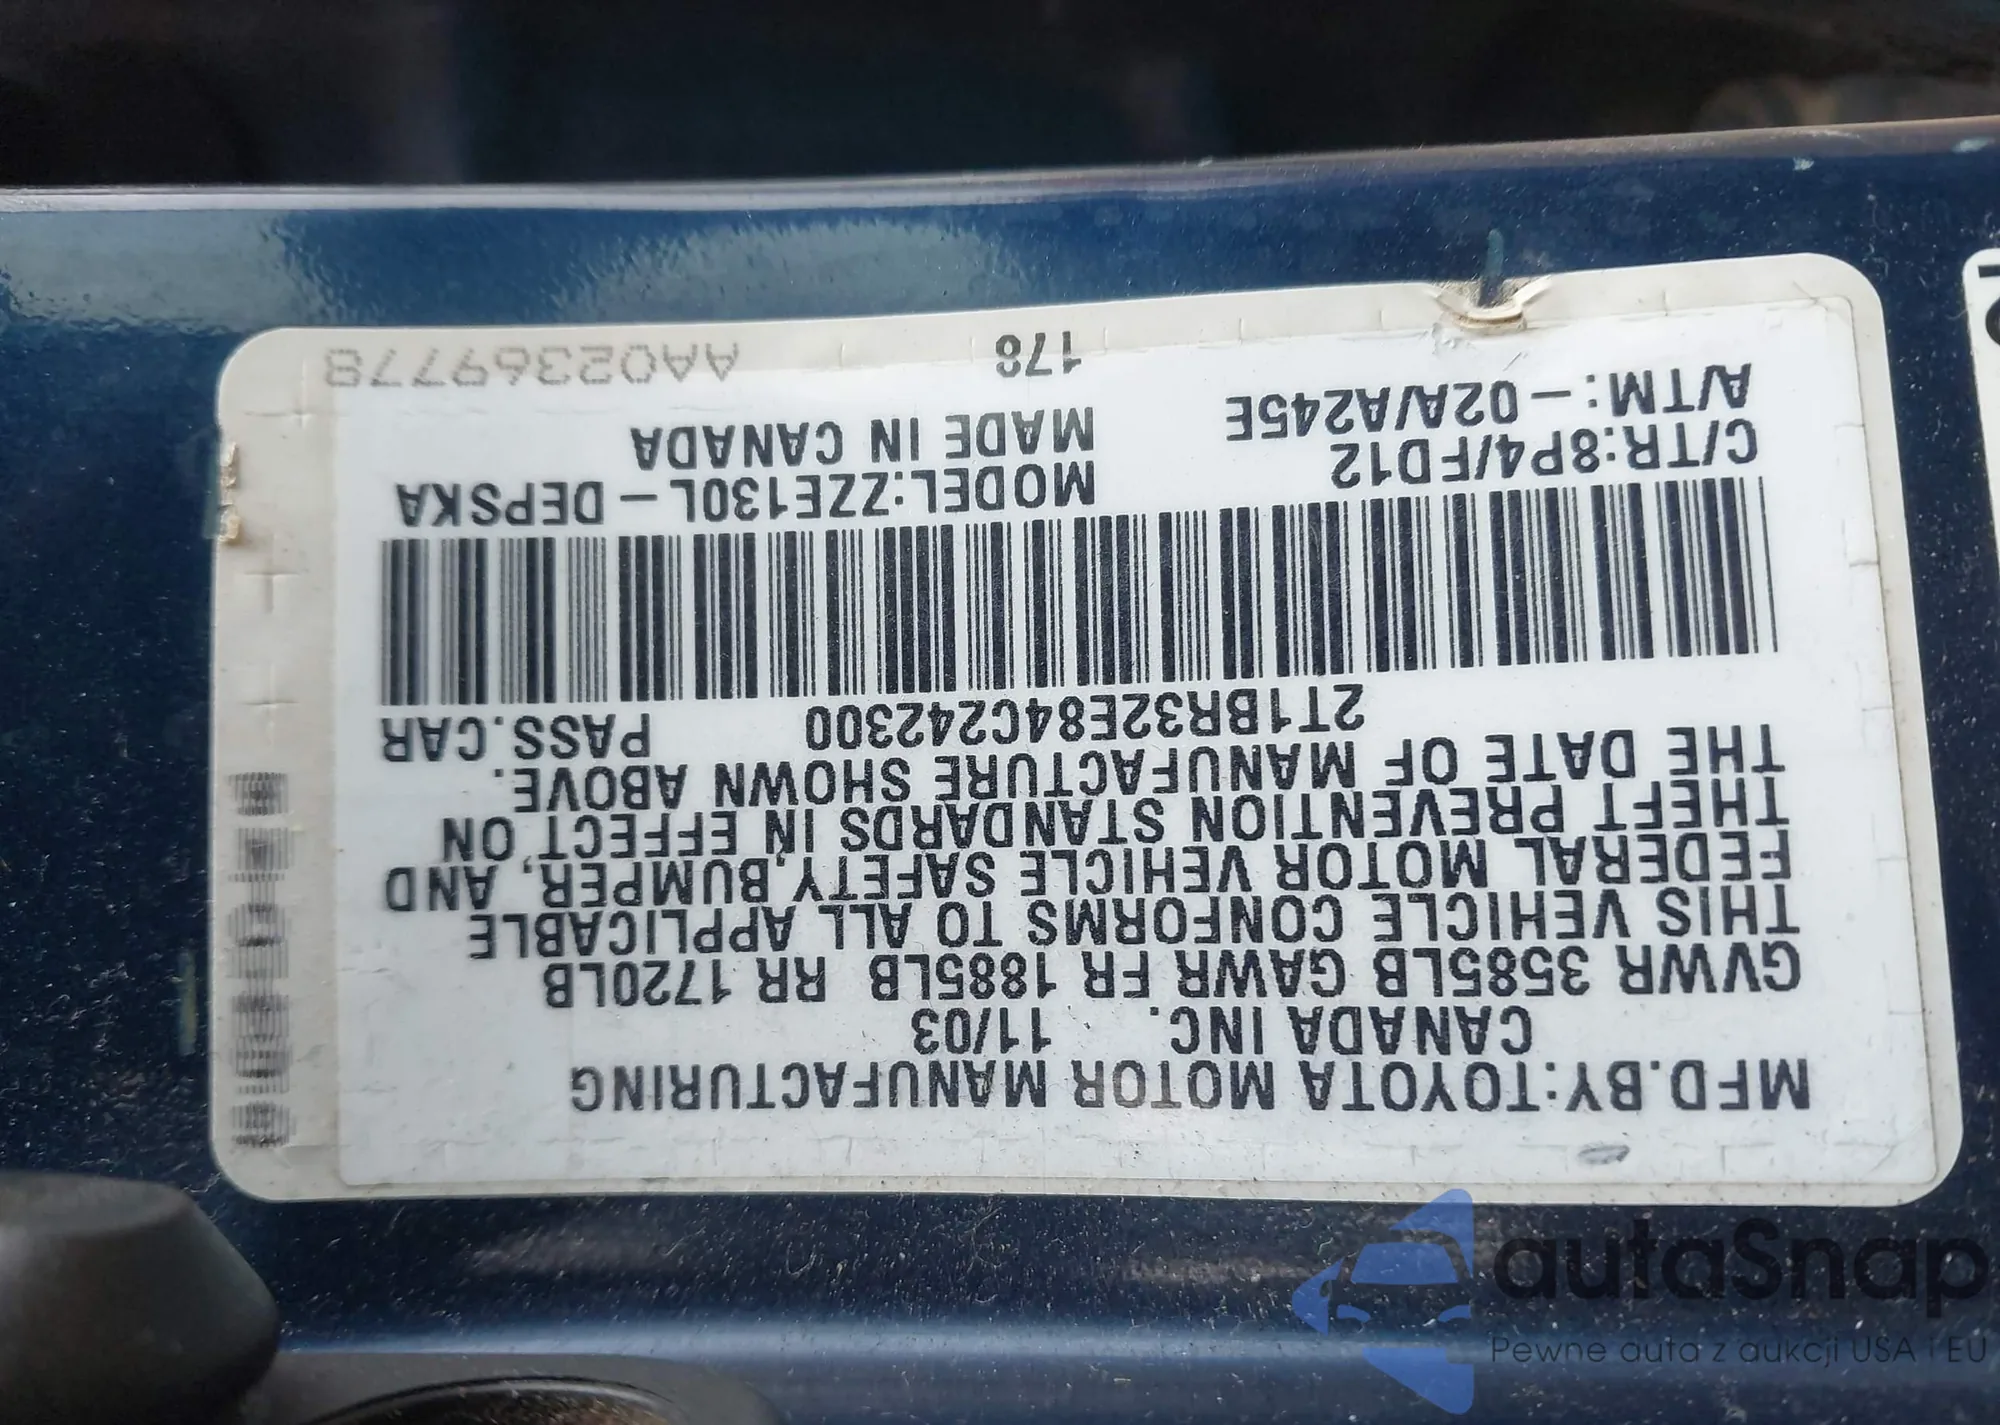 MFD.BY:TOYOTA MOTOR MANUFACTURING
CANADA INC. 11/03
GVWR 3585LB GAWR FR 1885LB RR 1720LB
THIS VEHICLE CONFORMS TO ALL APPLICABLE
FEDERAL MOTOR VEHICLE SAFETY,BUMPER, AND
THEFT PREVENTION STANDARDS IN EFFECT ON
THE DATE OF MANUFACTURE SHOWN ABOVE.
2T1BR32E84C242300 PASS.CAR
C/TR:8P4/FD12 MODEL:ZZE130L-DEPSKA
A/TM:-02A/A245E MADE IN CANADA
178 AA02369778
autaSnap
Pewne auta z aukcji USA i EU